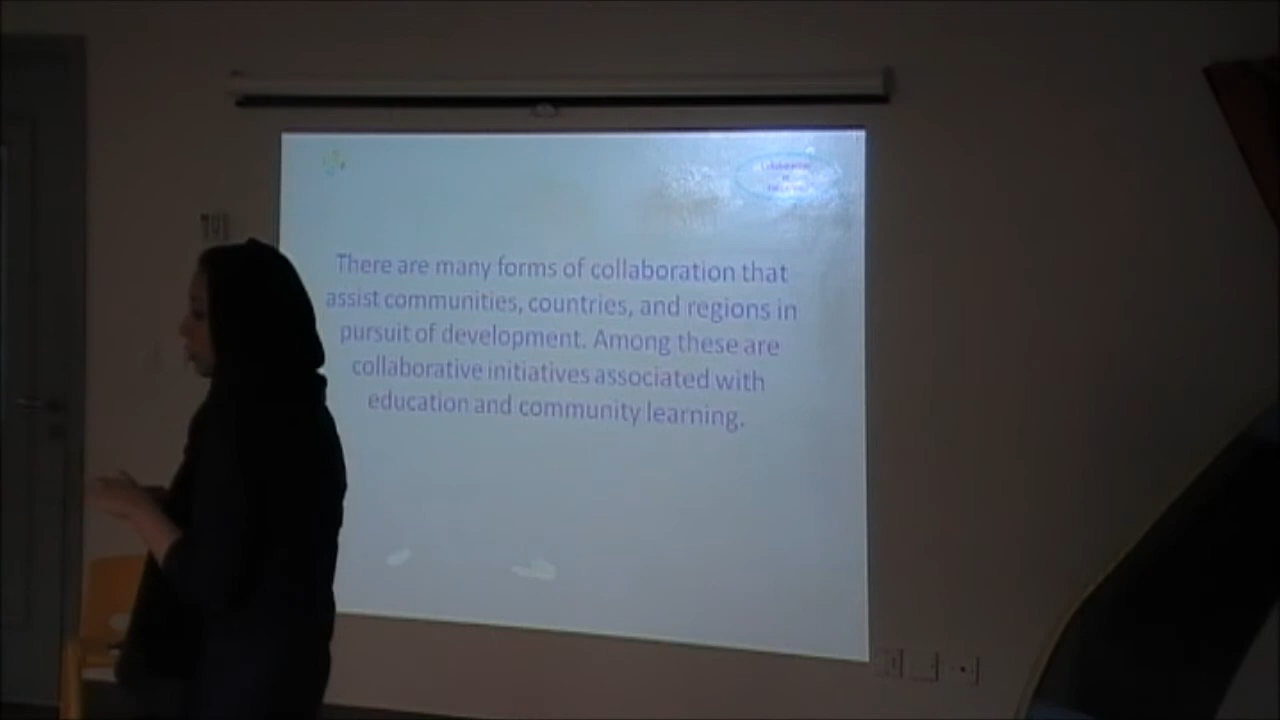 There are many forms of collaboration that
assist communities, countries, and regions in
pursuit of development. Among these are
collaborative initiatives associated with
education and community learning.